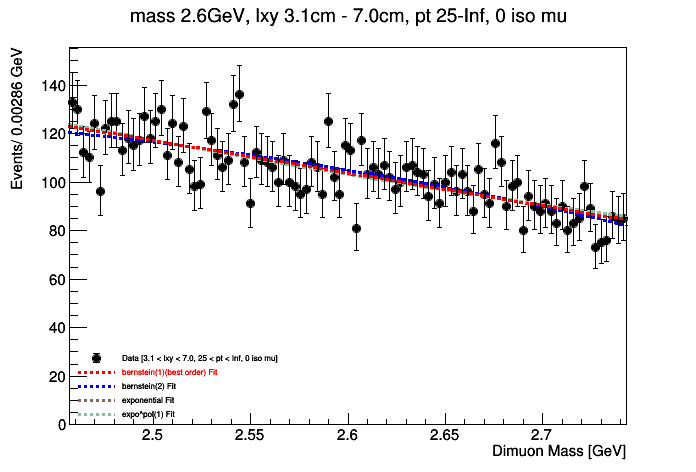 mass 2.6GeV, lxy 3.1cm - 7.0cm, pt 25-Inf, 0 iso mu
Events/ 0.00286 GeV
140
120
100
80
60
40
20
0
Data [3.1 < lxy < 7.0, 25 < pt < Inf, 0 iso mu]
bernstein(1)(best order) Fit
bernstein(2) Fit
exponential Fit
expo*pol(1) Fit
2.5 2.55 2.6 2.65 2.7
Dimuon Mass [GeV]